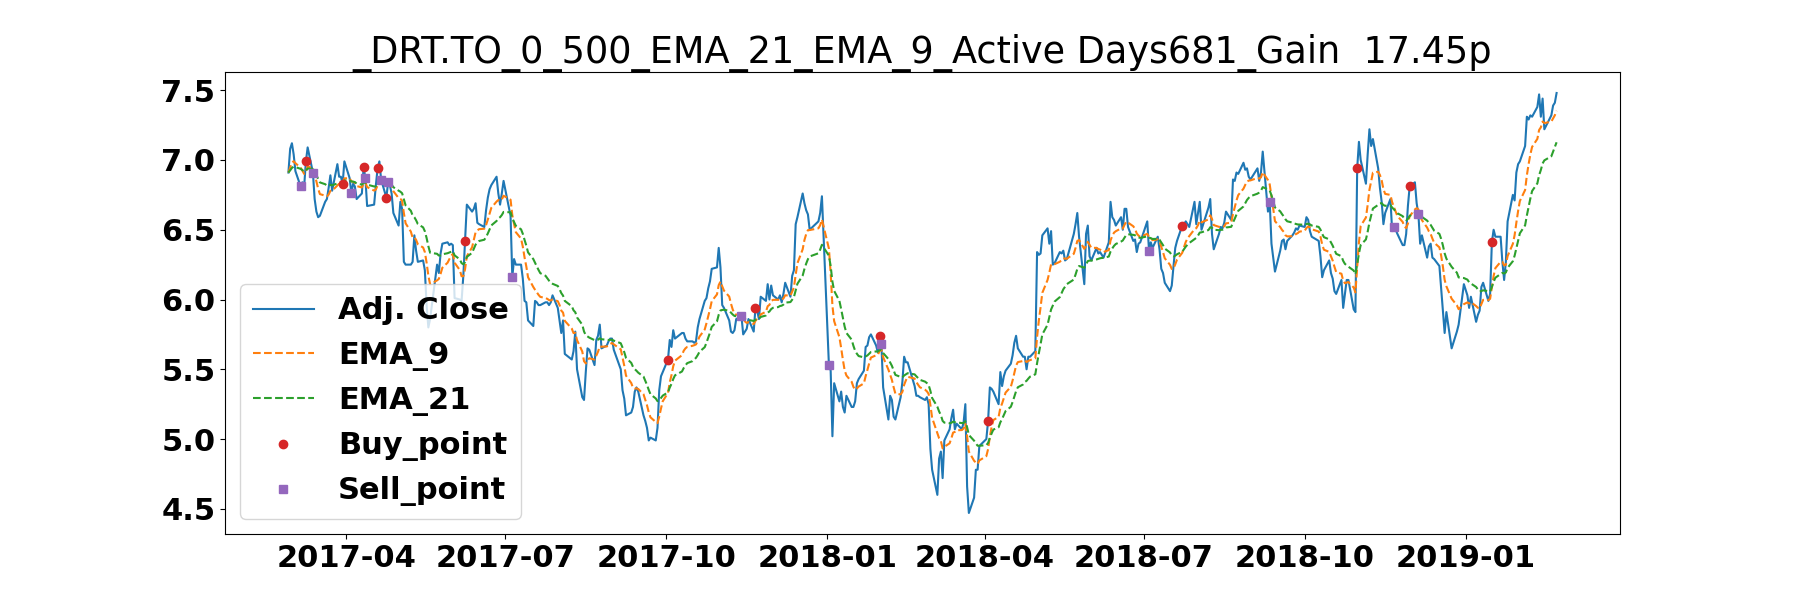 _DRT.TO_0_500_EMA_21_EMA_9_Active Days681_Gain  17.45p
7.5
7.0
6.5
6.0
5.5
5.0
4.5
Adj. Close
EMA_9
EMA_21
Buy_point
Sell_point
2017-04 2017-07 2017-10 2018-01 2018-04 2018-07 2018-10 2019-01